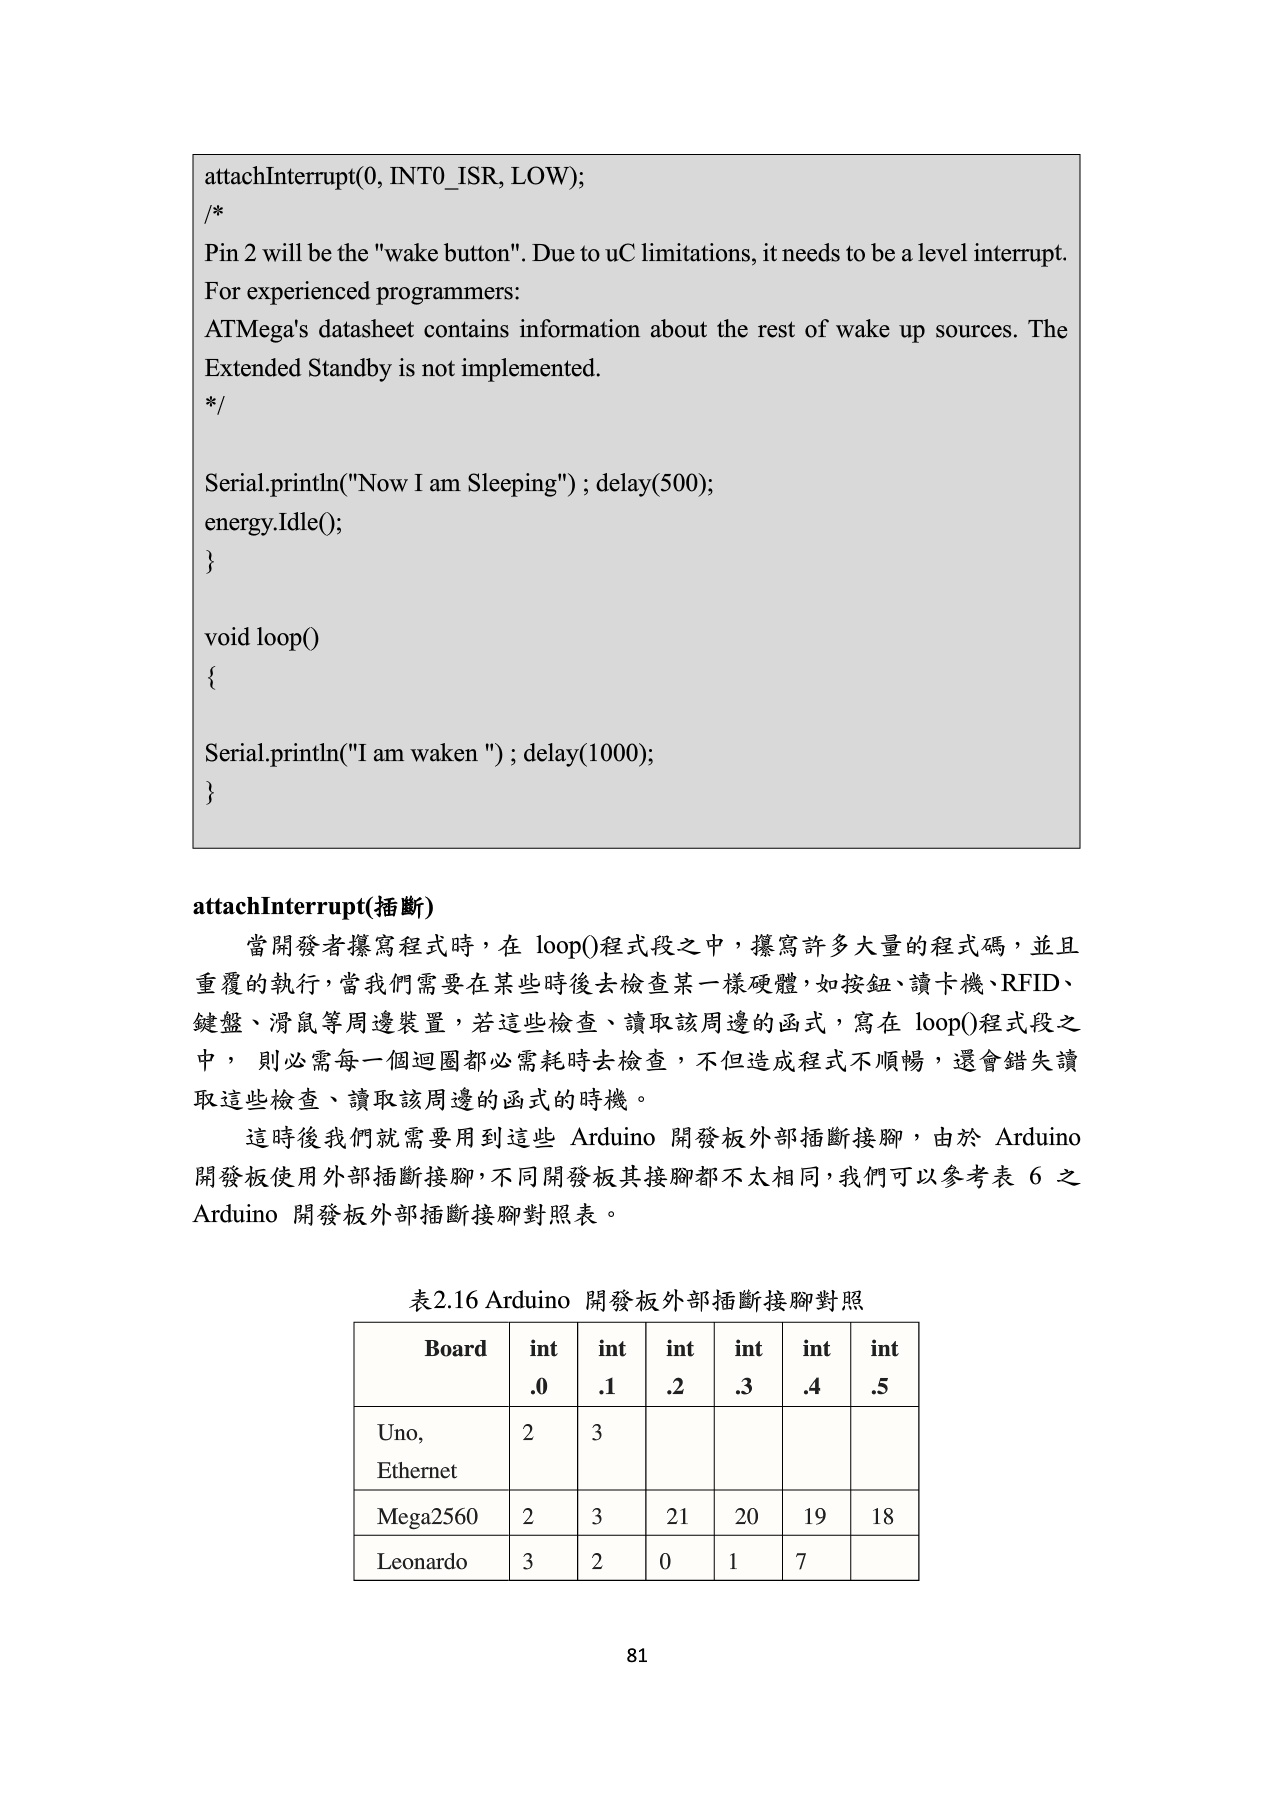 attachInterrupt(0, INT0_ISR, LOW);
/*
Pin 2 will be the "wake button". Due to uC limitations, it needs to be a level interrupt.
For experienced programmers:
ATMega's datasheet contains information about the rest of wake up sources. The
Extended Standby is not implemented.
*/
Serial.println("Now I am Sleeping") ; delay(500);
energy.Idle();
}
void loop()
{
Serial.println("I am waken ") ; delay(1000);
}
attachInterrupt(插斷)
當開發者攥寫程式時，在 loop()程式段之中，攥寫許多大量的程式碼，並且
重覆的執行，當我們需要在某些時後去檢查某一樣硬體，如按鈕、讀卡機、RFID、
鍵盤、滑鼠等周邊裝置，若這些檢查、讀取該周邊的函式，寫在 loop()程式段之
中， 則必需每一個迴圈都必需耗時去檢查，不但造成程式不順暢，還會錯失讀
取這些檢查、讀取該周邊的函式的時機。
這時後我們就需要用到這些 Arduino 開發板外部插斷接腳，由於 Arduino
開發板使用外部插斷接腳，不同開發板其接腳都不太相同，我們可以參考表 6 之
Arduino 開發板外部插斷接腳對照表。
表2.16 Arduino 開發板外部插斷接腳對照
Board int .0 int .1 int .2 int .3 int .4 int .5
Uno, Ethernet 2 3
Mega2560 2 3 21 20 19 18
Leonardo 3 2 0 1 7
81